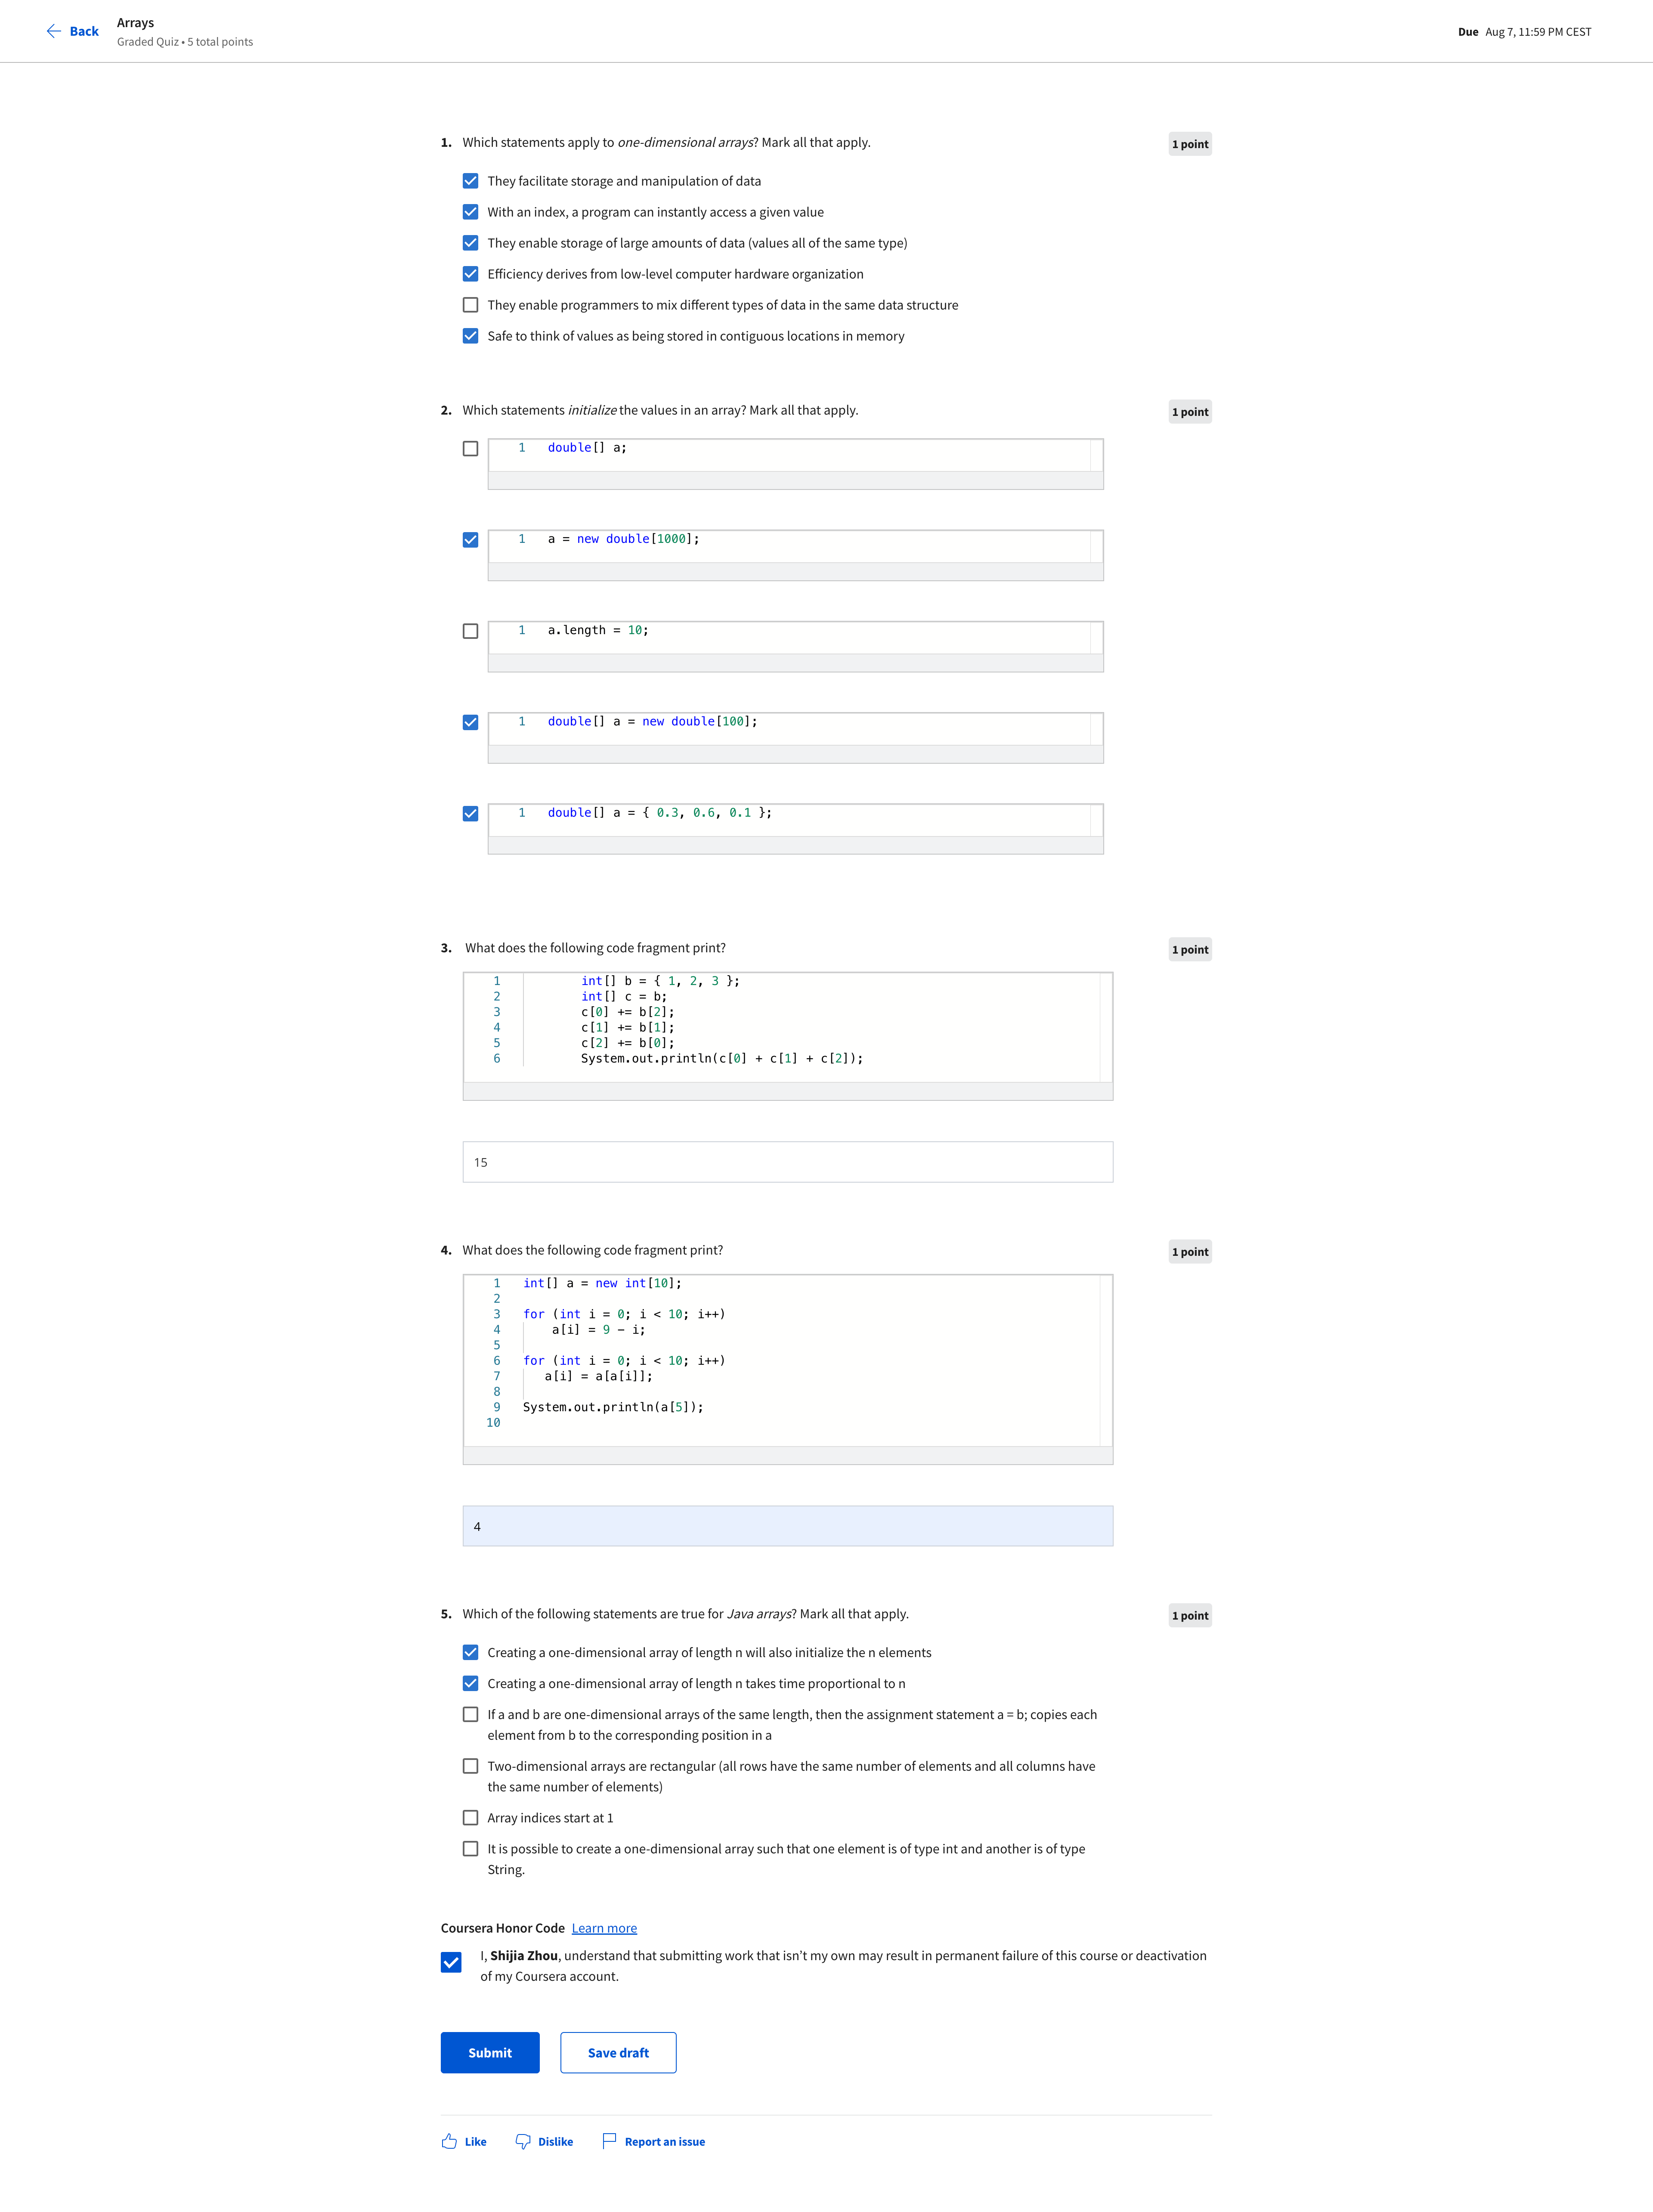 Back
Arrays
Graded Quiz • 5 total points
Due Aug 7, 11:59 PM CEST
1. Which statements apply to one-dimensional arrays? Mark all that apply.
1 point
They facilitate storage and manipulation of data
With an index, a program can instantly access a given value
They enable storage of large amounts of data (values all of the same type)
Efficiency derives from low-level computer hardware organization
They enable programmers to mix different types of data in the same data structure
Safe to think of values as being stored in contiguous locations in memory
2. Which statements initialize the values in an array? Mark all that apply.
1 point
1 double[] a;
1 a = new double[1000];
1 a.length = 10;
1 double[] a = new double[100];
1 double[] a = { 0.3, 0.6, 0.1 };
3. What does the following code fragment print?
1 point
1 int[] b = { 1, 2, 3 };
2 int[] c = b;
3 c[0] += b[2];
4 c[1] += b[1];
5 c[2] += b[0];
6 System.out.println(c[0] + c[1] + c[2]);
15
4. What does the following code fragment print?
1 point
1 int[] a = new int[10];
2
3 for (int i = 0; i < 10; i++)
4 a[i] = 9 - i;
5
6 for (int i = 0; i < 10; i++)
7 a[i] = a[a[i]];
8
9 System.out.println(a[5]);
10
4
5. Which of the following statements are true for Java arrays? Mark all that apply.
1 point
Creating a one-dimensional array of length n will also initialize the n elements
Creating a one-dimensional array of length n takes time proportional to n
If a and b are one-dimensional arrays of the same length, then the assignment statement a = b; copies each
element from b to the corresponding position in a
Two-dimensional arrays are rectangular (all rows have the same number of elements and all columns have
the same number of elements)
Array indices start at 1
It is possible to create a one-dimensional array such that one element is of type int and another is of type
String.
Coursera Honor Code Learn more
I, Shijia Zhou, understand that submitting work that isn't my own may result in permanent failure of this course or deactivation
of my Coursera account.
Submit
Save draft
Like
Dislike
Report an issue